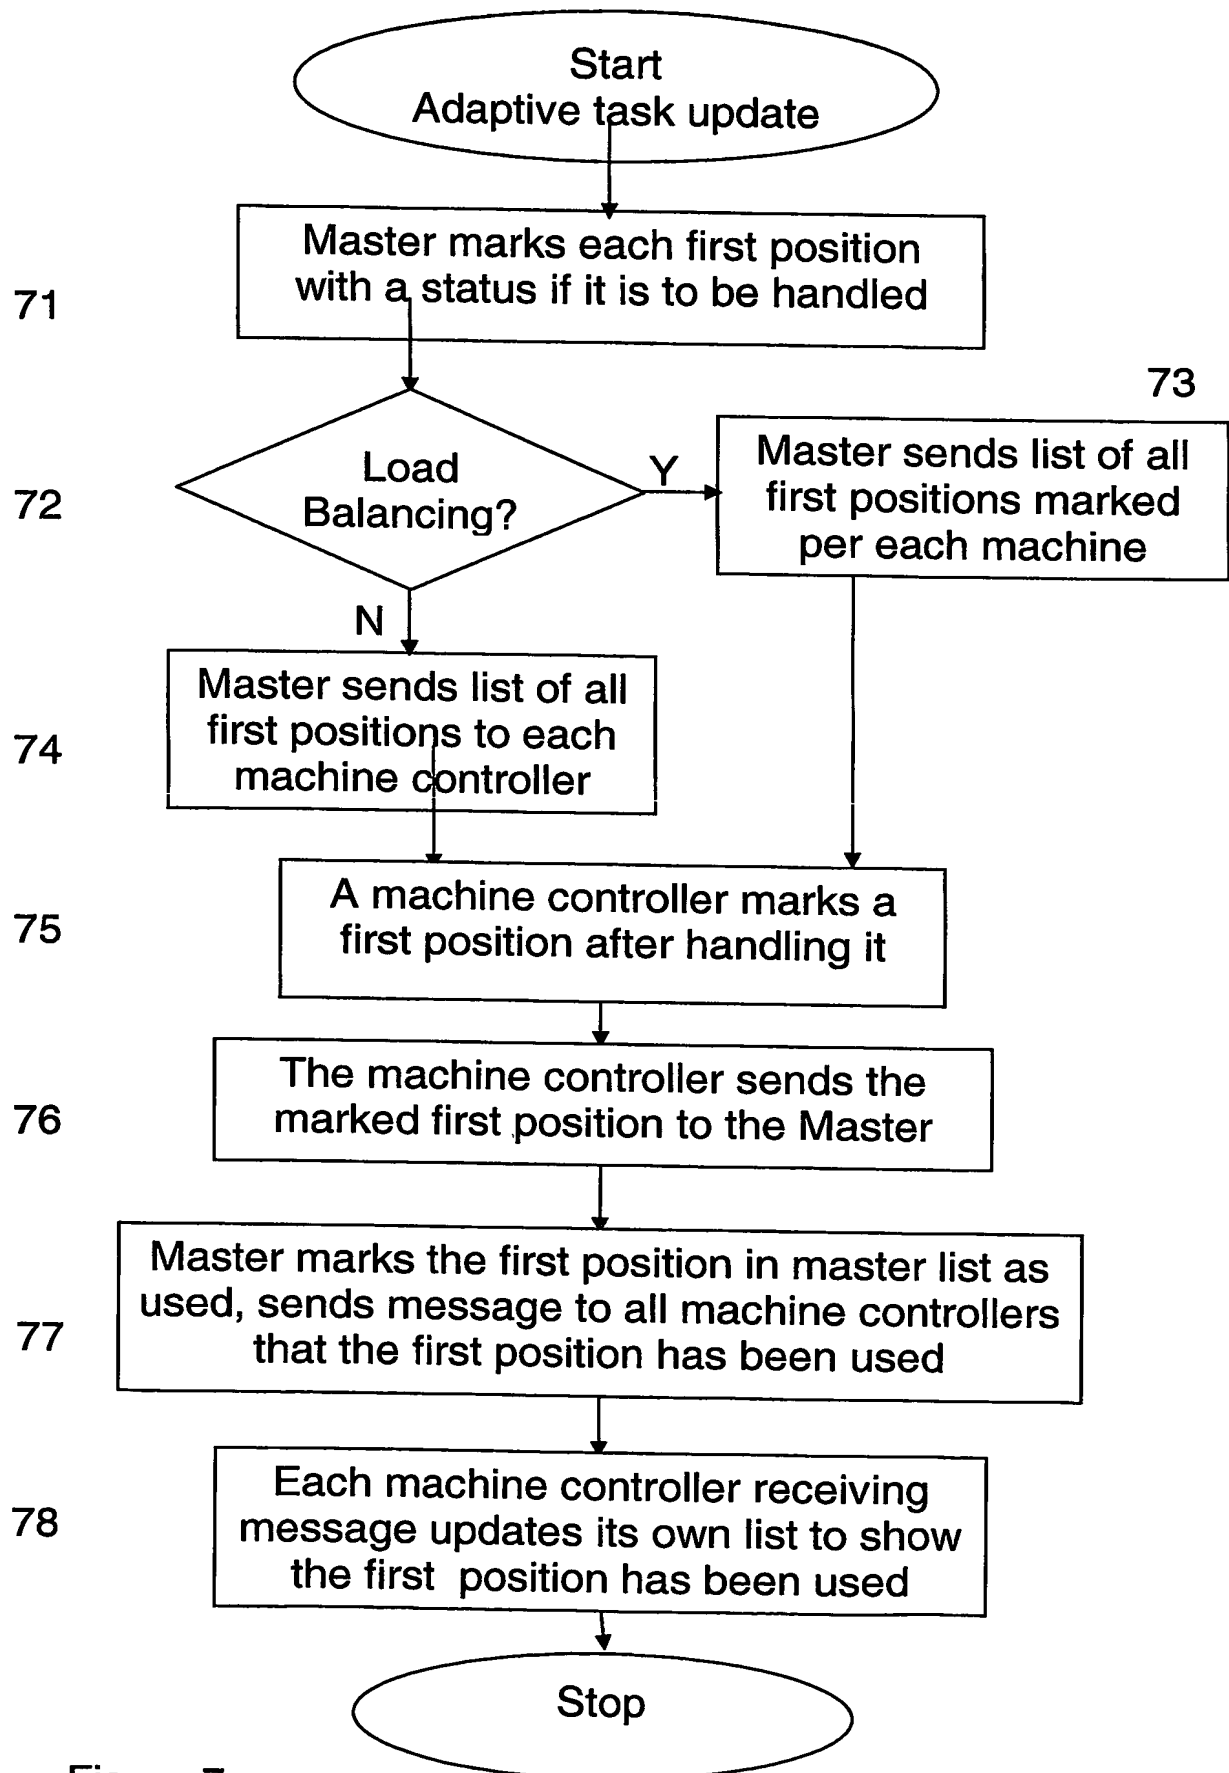 Start
Adaptive task update
Master marks each first position
with a status if it is to be handled
71
73
Load
Balancing?
Y
72
Master sends list of all
first positions marked
per each machine
N
Master sends list of all
first positions to each
machine controller
74
A machine controller marks a
first position after handling it
75
The machine controller sends the
marked first position to the Master
76
Master marks the first position in master list as
used, sends message to all machine controllers
that the first position has been used
77
Each machine controller receiving
message updates its own list to show
the first position has been used
78
Stop